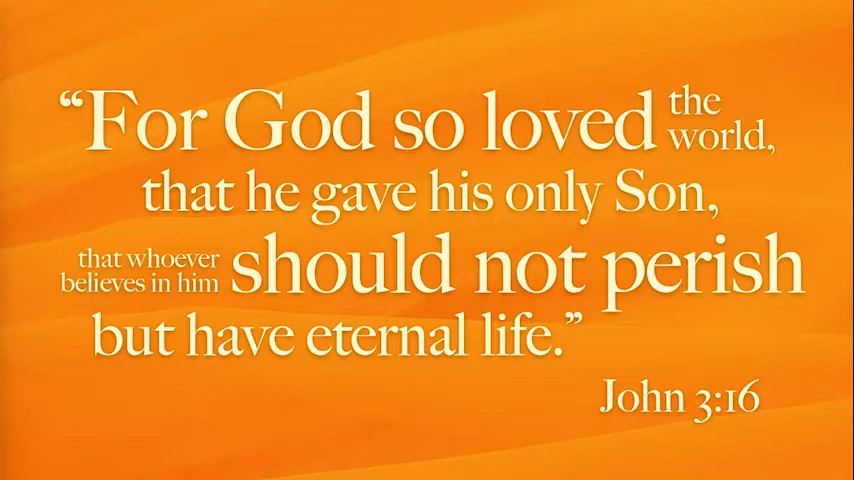 “For God so loved the world,
that he gave his only Son,
that whoever believes in him should not perish
but have eternal life.”
John 3:16